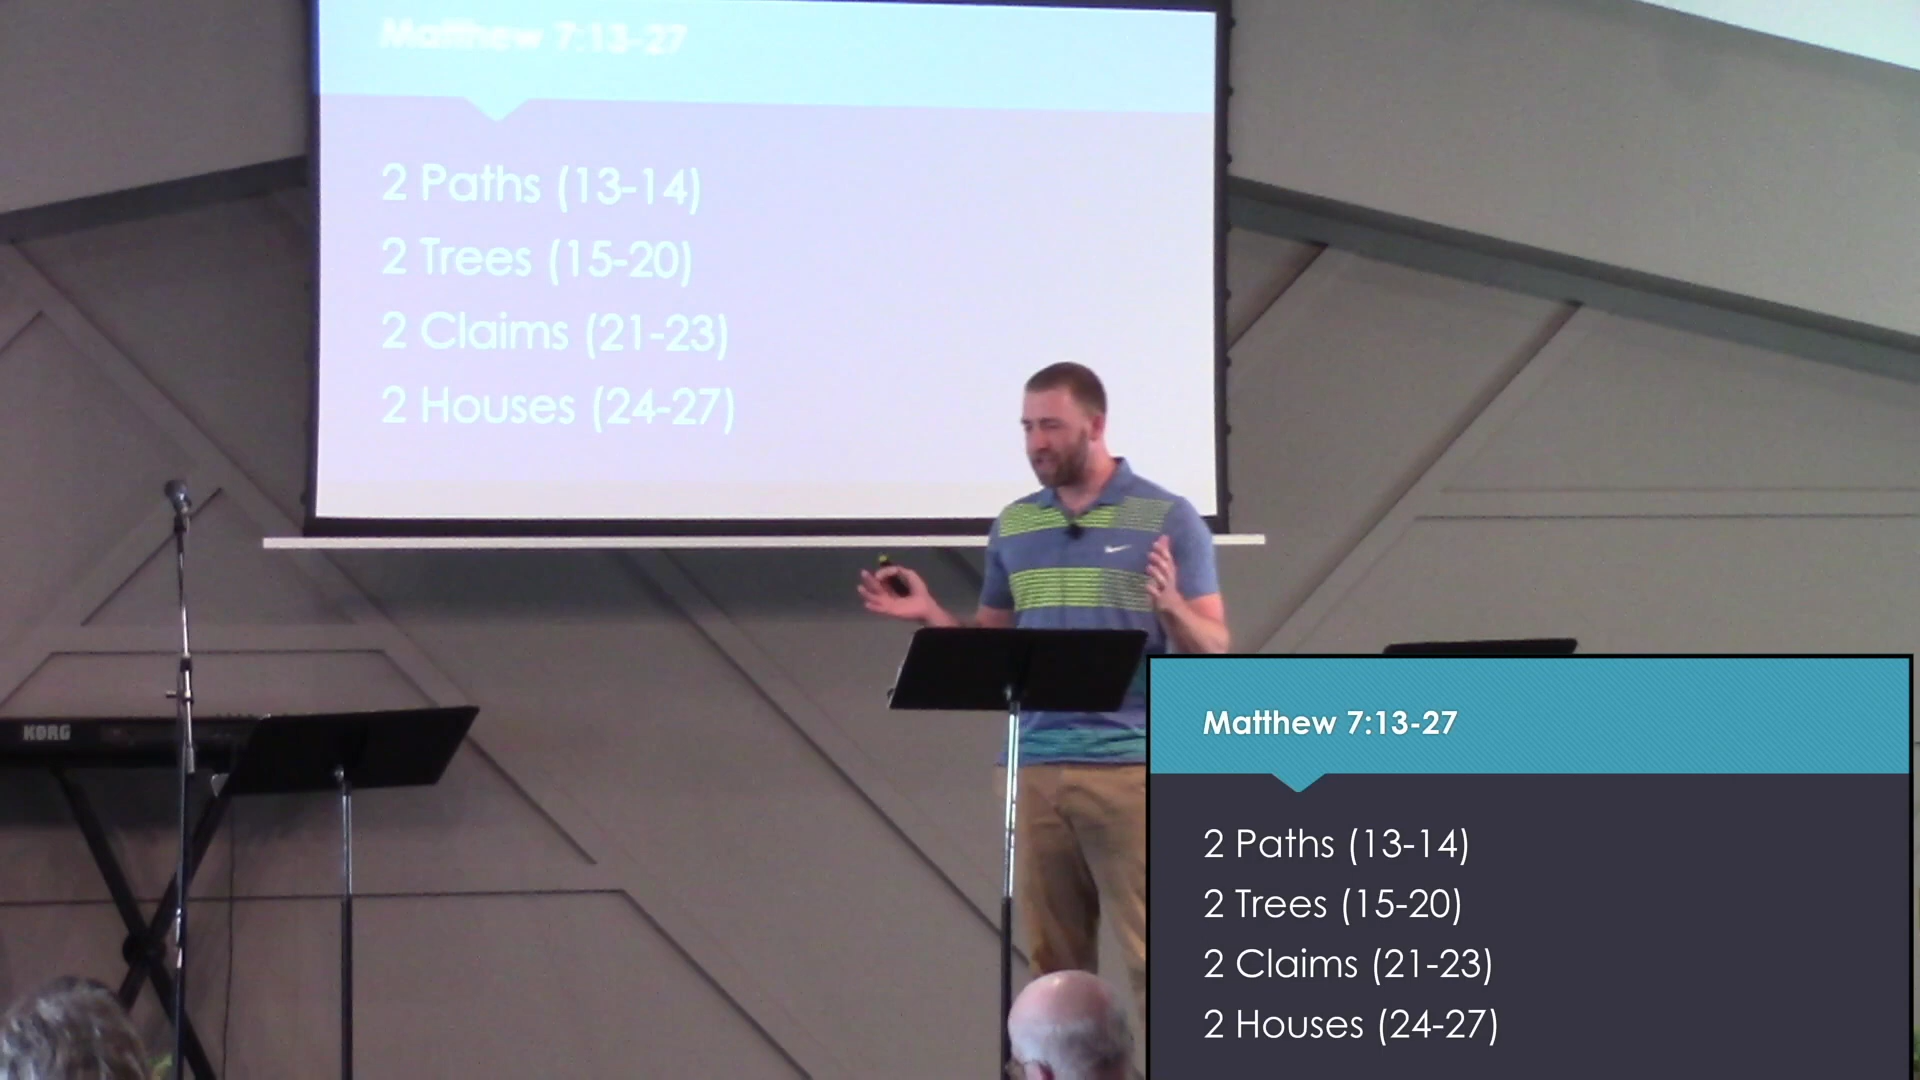 Matthew 7:13-27
2 Paths (13-14)
2 Trees (15-20)
2 Claims (21-23)
2 Houses (24-27)
KORG
Matthew 7:13-27
2 Paths (13-14)
2 Trees (15-20)
2 Claims (21-23)
2 Houses (24-27)